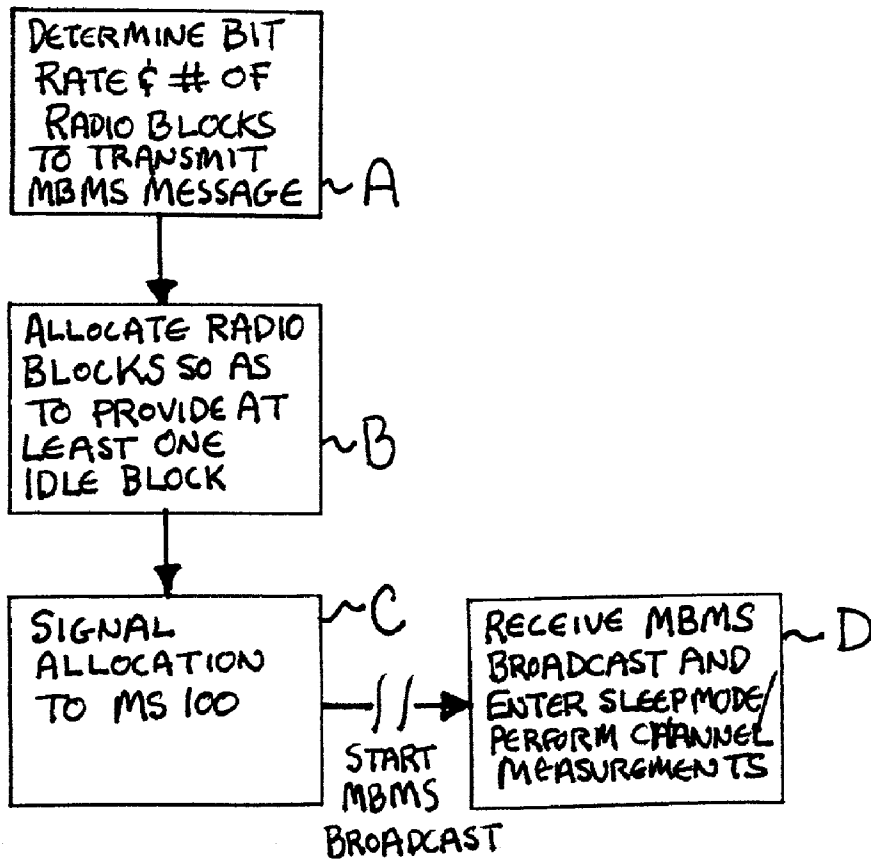 DETERMINE BIT
RATE & # OF
RADIO BLOCKS
TO TRANSMIT
MBMS MESSAGE
A
ALLOCATE RADIO
BLOCKS SO AS
TO PROVIDE AT
LEAST ONE
IDLE BLOCK
B
SIGNAL
ALLOCATION
TO MS 100
C
START
MBMS
BROADCAST
RECEIVE MBMS
BROADCAST AND
ENTER SLEEP MODE/
PERFORM CHANNEL
MEASUREMENTS
D